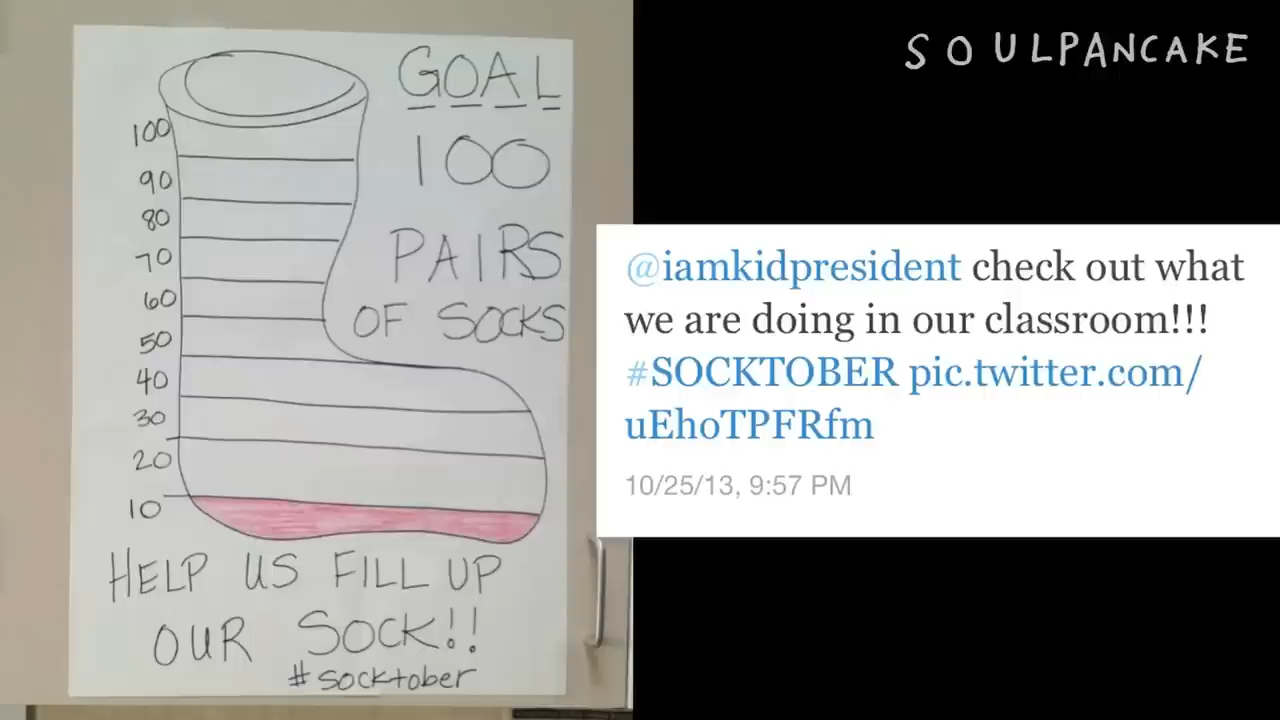 SOULPANCAKE
GOAL
100
PAIRS
OF SOCKS
100
90
80
70
60
50
40
30
20
10
HELP US FILL UP
OUR SOCK!!
#socktober
@iamkidpresident check out what
we are doing in our classroom!!!
#SOCKTOBER pic.twitter.com/
uEhoTPFRfm
10/25/13, 9:57 PM